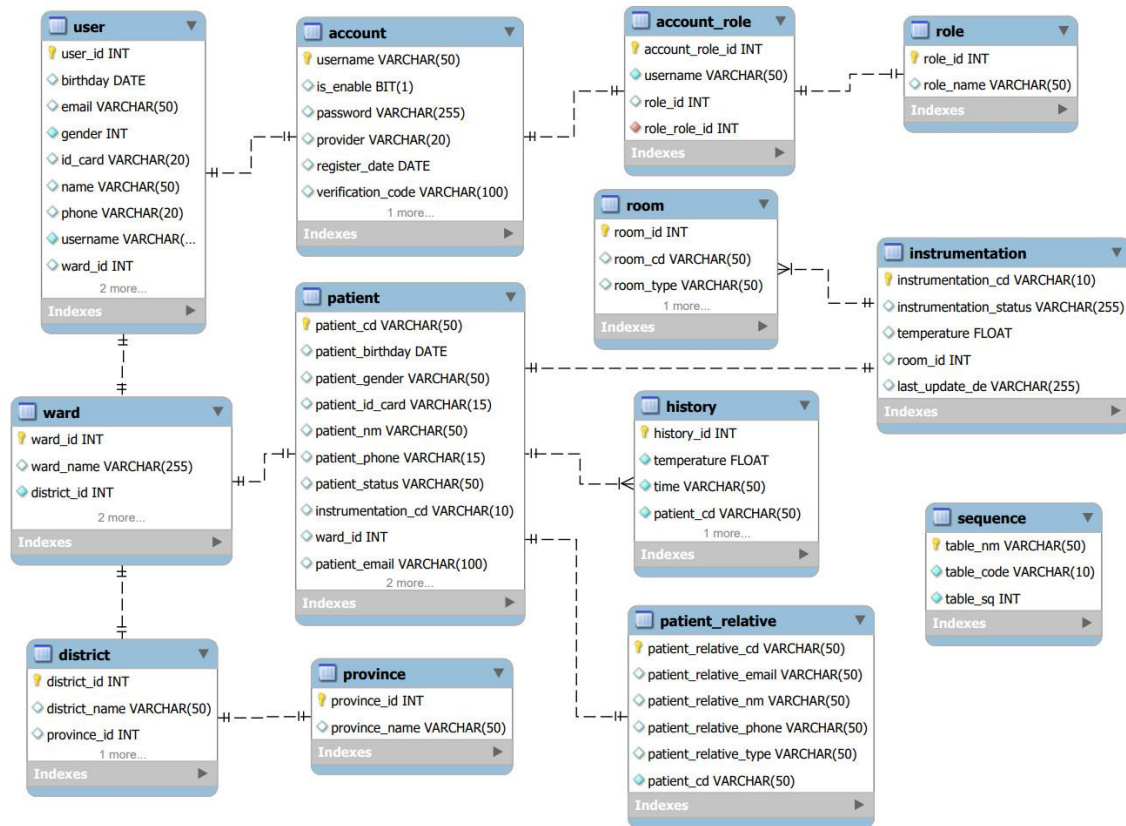 user
user_id INT
birthday DATE
email VARCHAR(50)
gender INT
id_card VARCHAR(20)
name VARCHAR(50)
phone VARCHAR(20)
username VARCHAR(...
ward_id INT
2 more...
Indexes
account
username VARCHAR(50)
is_enable BIT(1)
password VARCHAR(255)
provider VARCHAR(20)
register_date DATE
verification_code VARCHAR(100)
1 more...
Indexes
account_role
account_role_id INT
username VARCHAR(50)
role_id INT
role_role_id INT
Indexes
role
role_id INT
role_name VARCHAR(50)
Indexes
room
room_id INT
room_cd VARCHAR(50)
room_type VARCHAR(50)
1 more...
Indexes
instrumentation
instrumentation_cd VARCHAR(10)
instrumentation_status VARCHAR(255)
temperature FLOAT
room_id INT
last_update_de VARCHAR(255)
Indexes
patient
patient_cd VARCHAR(50)
patient_birthday DATE
patient_gender VARCHAR(50)
patient_id_card VARCHAR(15)
patient_nm VARCHAR(50)
patient_phone VARCHAR(15)
patient_status VARCHAR(50)
instrumentation_cd VARCHAR(10)
ward_id INT
patient_email VARCHAR(100)
2 more...
Indexes
ward
ward_id INT
ward_name VARCHAR(255)
district_id INT
2 more...
Indexes
history
history_id INT
temperature FLOAT
time VARCHAR(50)
patient_cd VARCHAR(50)
1 more...
Indexes
sequence
table_nm VARCHAR(50)
table_code VARCHAR(10)
table_sq INT
Indexes
district
district_id INT
district_name VARCHAR(50)
province_id INT
1 more...
Indexes
province
province_id INT
province_name VARCHAR(50)
Indexes
patient_relative
patient_relative_cd VARCHAR(50)
patient_relative_email VARCHAR(50)
patient_relative_nm VARCHAR(50)
patient_relative_phone VARCHAR(50)
patient_relative_type VARCHAR(50)
patient_cd VARCHAR(50)
Indexes